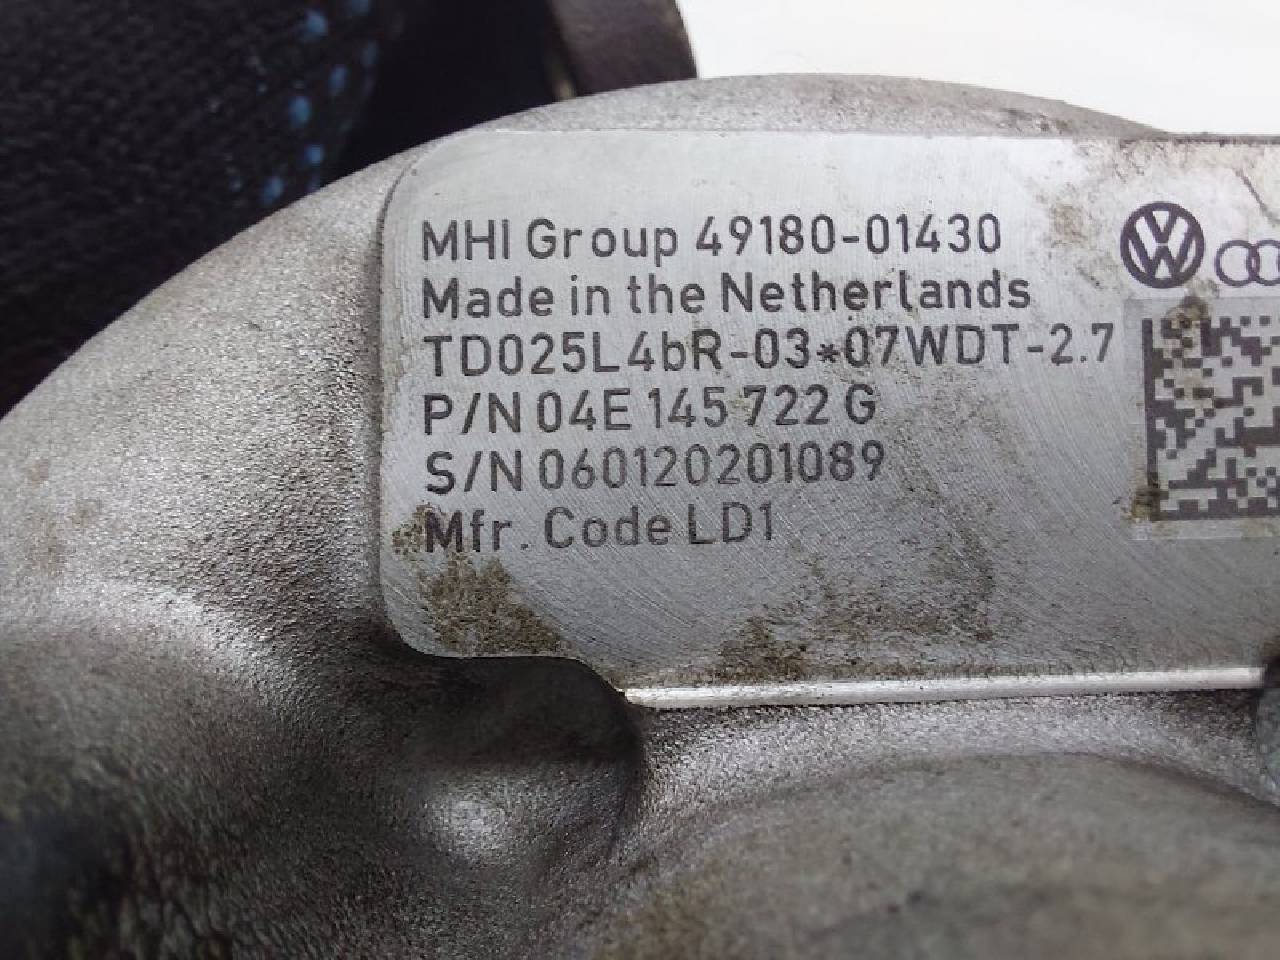 MHI Group 49180-01430
Made in the Netherlands
TD025L4bR-03*07WDT-2.7
P/N 04E 145 722 G
S/N 060120201089
Mfr. Code LD1